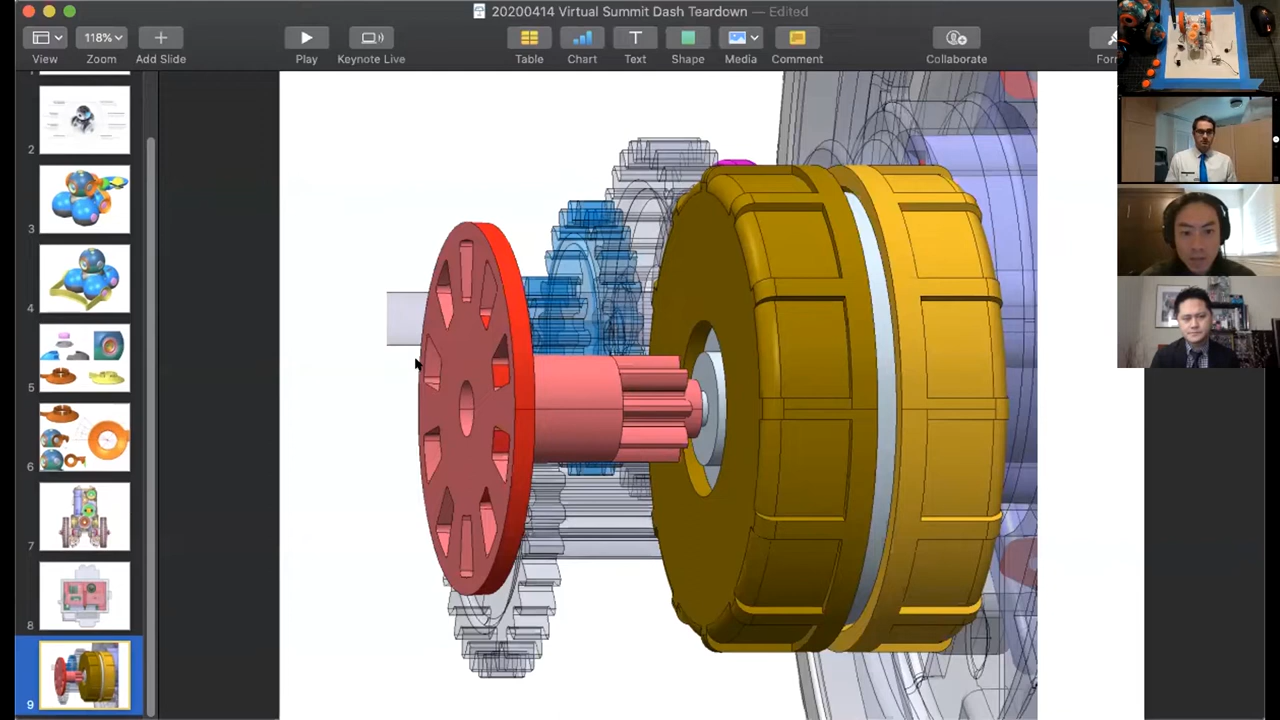 20200414 Virtual Summit Dash Teardown — Edited
118%
View
Zoom
Add Slide
Play
Keynote Live
Table
Chart
Text
Shape
Media
Comment
Collaborate
2
3
4
5
6
7
8
9